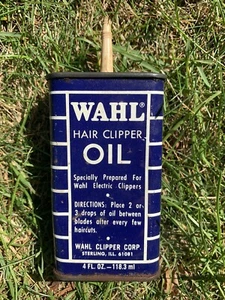 WAHL®
HAIR CLIPPER
OIL
Specially Prepared For
Wahl Electric Clippers
DIRECTIONS: Place 2 or
3 drops of oil between
blades after every few
haircuts.
WAHL CLIPPER CORP.
STERLING, ILL. 61081
4 FL. OZ.—118.3 ml